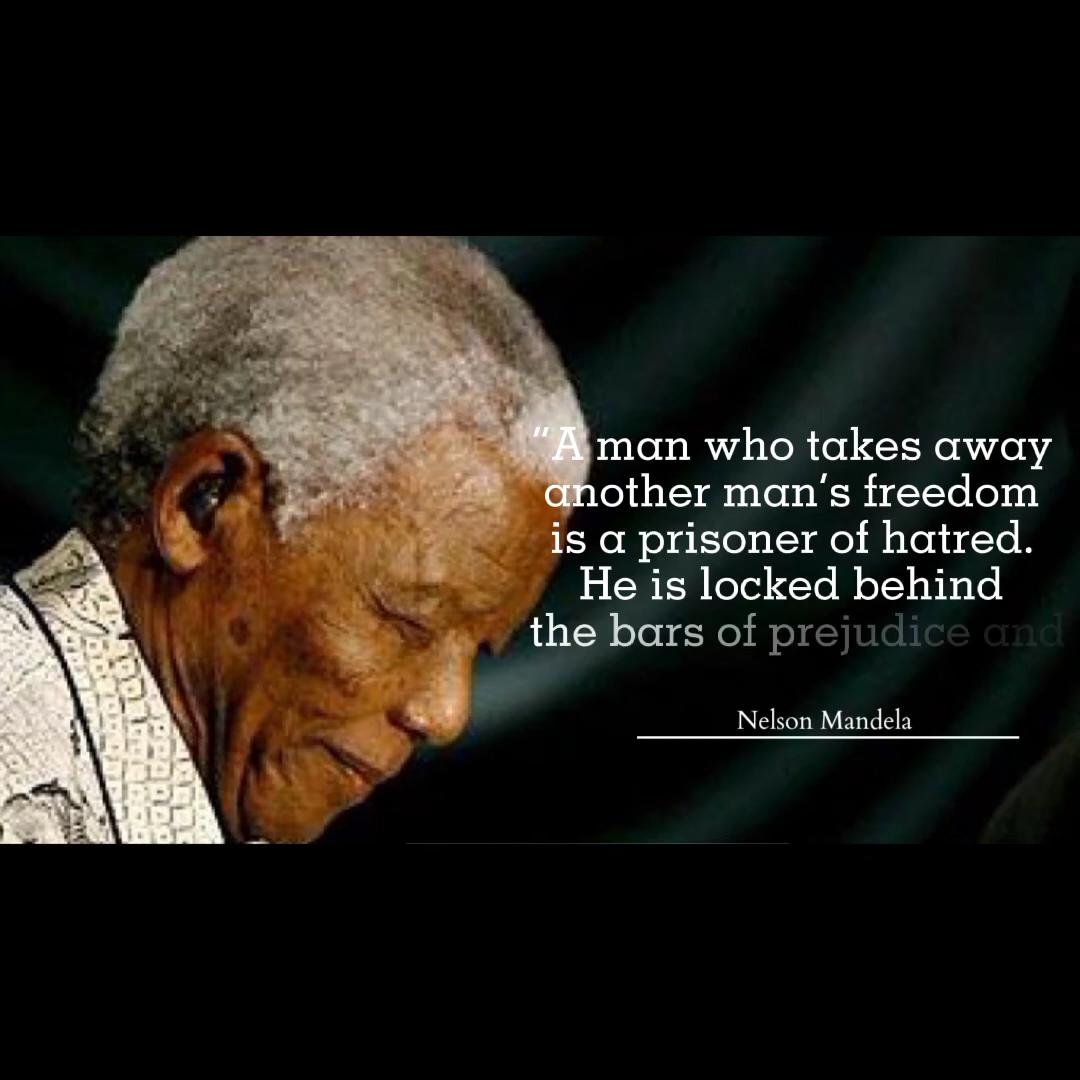 “A man who takes away
another man’s freedom
is a prisoner of hatred.
He is locked behind
the bars of prejudice and
Nelson Mandela